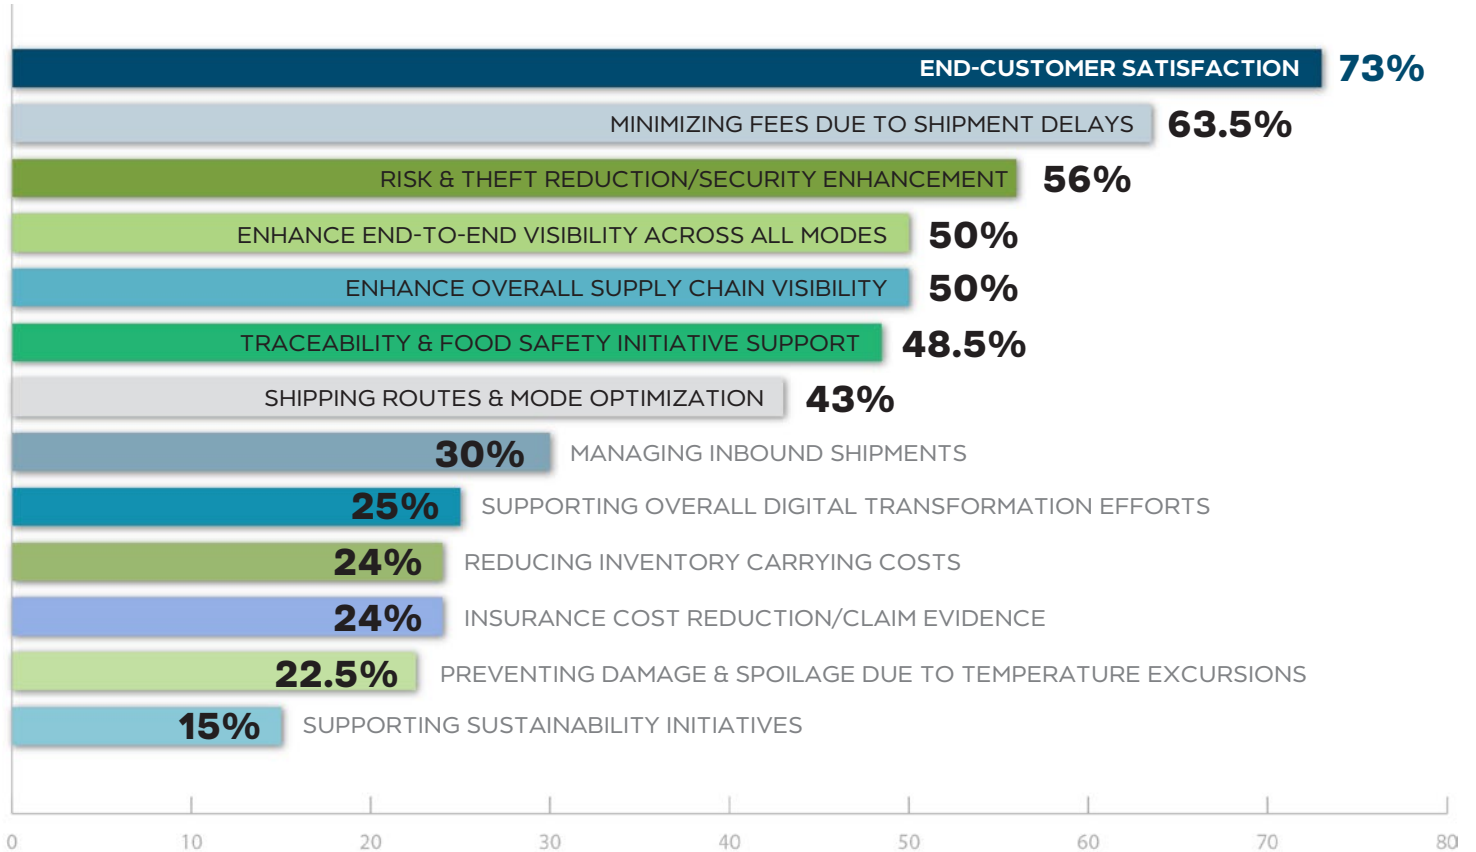 END-CUSTOMER SATISFACTION 73%
MINIMIZING FEES DUE TO SHIPMENT DELAYS 63.5%
RISK & THEFT REDUCTION/SECURITY ENHANCEMENT 56%
ENHANCE END-TO-END VISIBILITY ACROSS ALL MODES 50%
ENHANCE OVERALL SUPPLY CHAIN VISIBILITY 50%
TRACEABILITY & FOOD SAFETY INITIATIVE SUPPORT 48.5%
SHIPPING ROUTES & MODE OPTIMIZATION 43%
30% MANAGING INBOUND SHIPMENTS
25% SUPPORTING OVERALL DIGITAL TRANSFORMATION EFFORTS
24% REDUCING INVENTORY CARRYING COSTS
24% INSURANCE COST REDUCTION/CLAIM EVIDENCE
22.5% PREVENTING DAMAGE & SPOILAGE DUE TO TEMPERATURE EXCURSIONS
15% SUPPORTING SUSTAINABILITY INITIATIVES
0 10 20 30 40 50 60 70 80